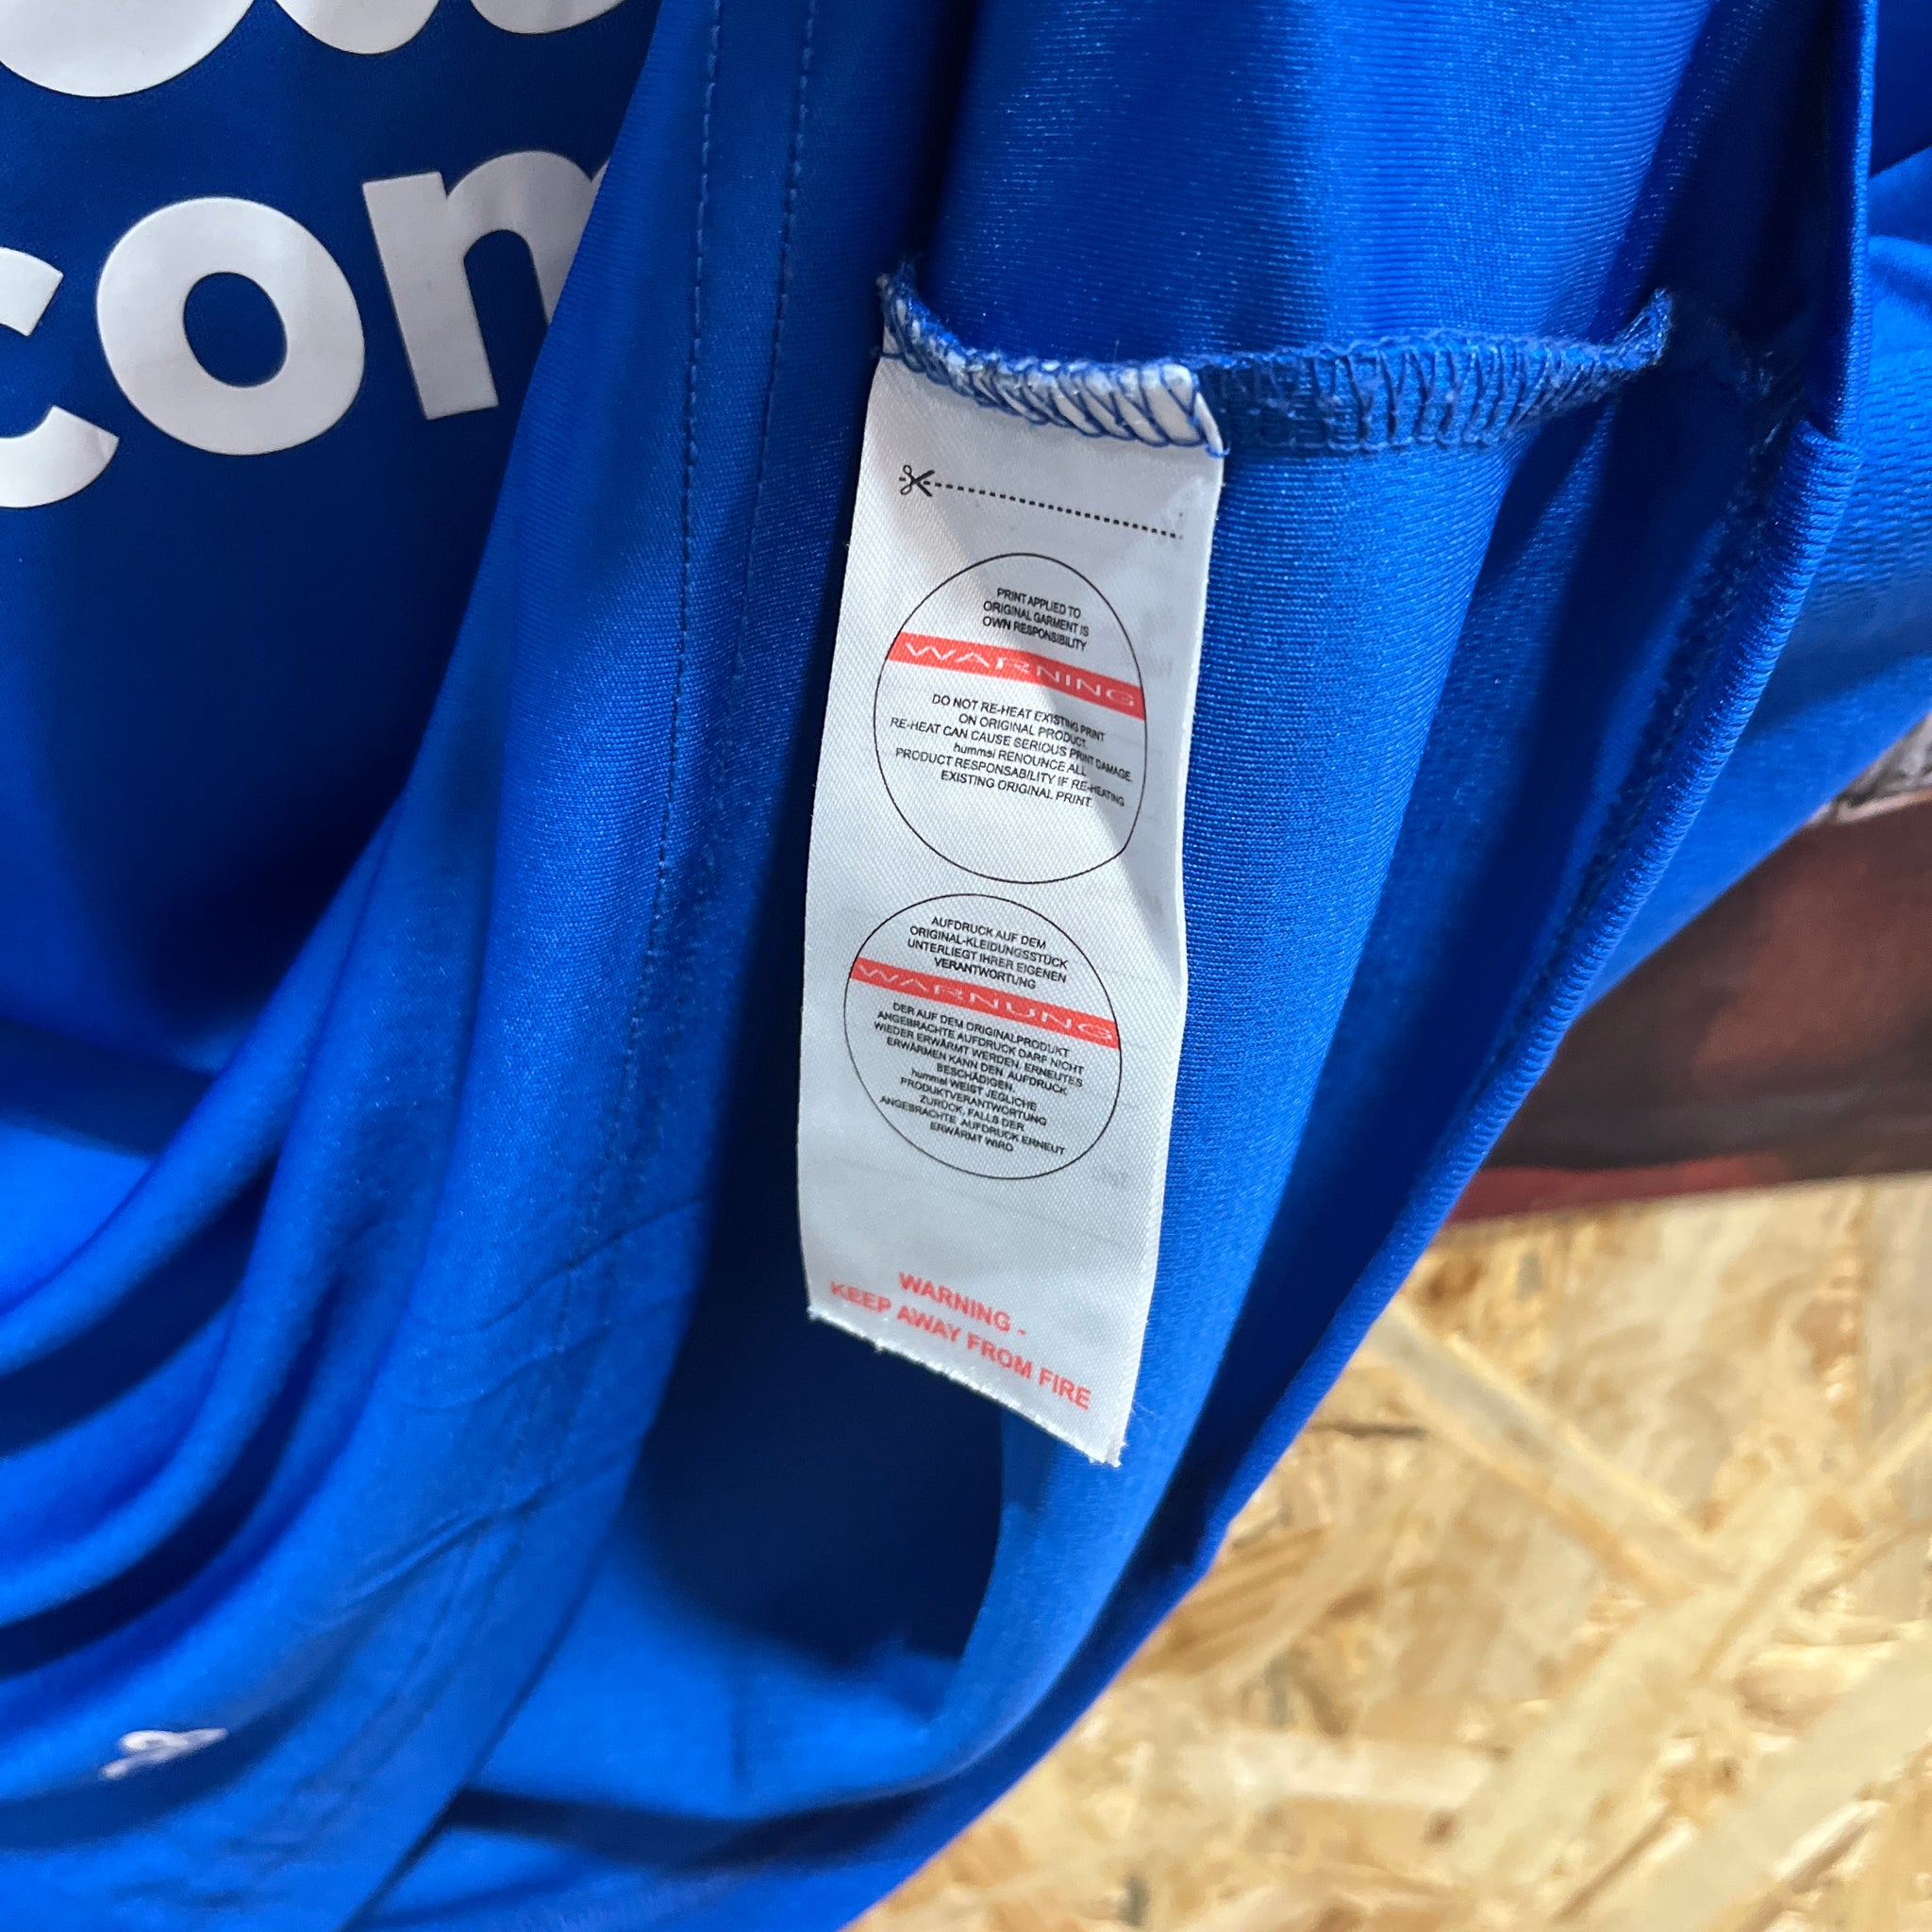 con
PRINT APPLIED TO
ORIGINAL GARMENT IS
OWN RESPONSIBILITY
WARNING
DO NOT RE-HEAT EXISTING PRINT
ON ORIGINAL PRODUCT.
RE-HEAT CAN CAUSE SERIOUS PRINT DAMAGE.
hummel RENOUNCE ALL
PRODUCT RESPONSABILITY IF RE-HEATING
EXISTING ORIGINAL PRINT.
AUFDRUCK AUF DEM
ORIGINAL-KLEIDUNGSSTÜCK
UNTERLIEGT IHRER EIGENEN
VERANTWORTUNG
WARNUNG
DER AUF DEM ORIGINALPRODUKT
ANGEBRACHTE AUFDRUCK DARF NICHT
WIEDER ERWÄRMT WERDEN. ERNEUTES
ERWÄRMEN KANN DEN AUFDRUCK
BESCHÄDIGEN.
hummel WEIST JEGLICHE
PRODUKTVERANTWORTUNG
ZURÜCK, FALLS DER
ANGEBRACHTE AUFDRUCK ERNEUT
ERWÄRMT WIRD
WARNING -
KEEP AWAY FROM FIRE